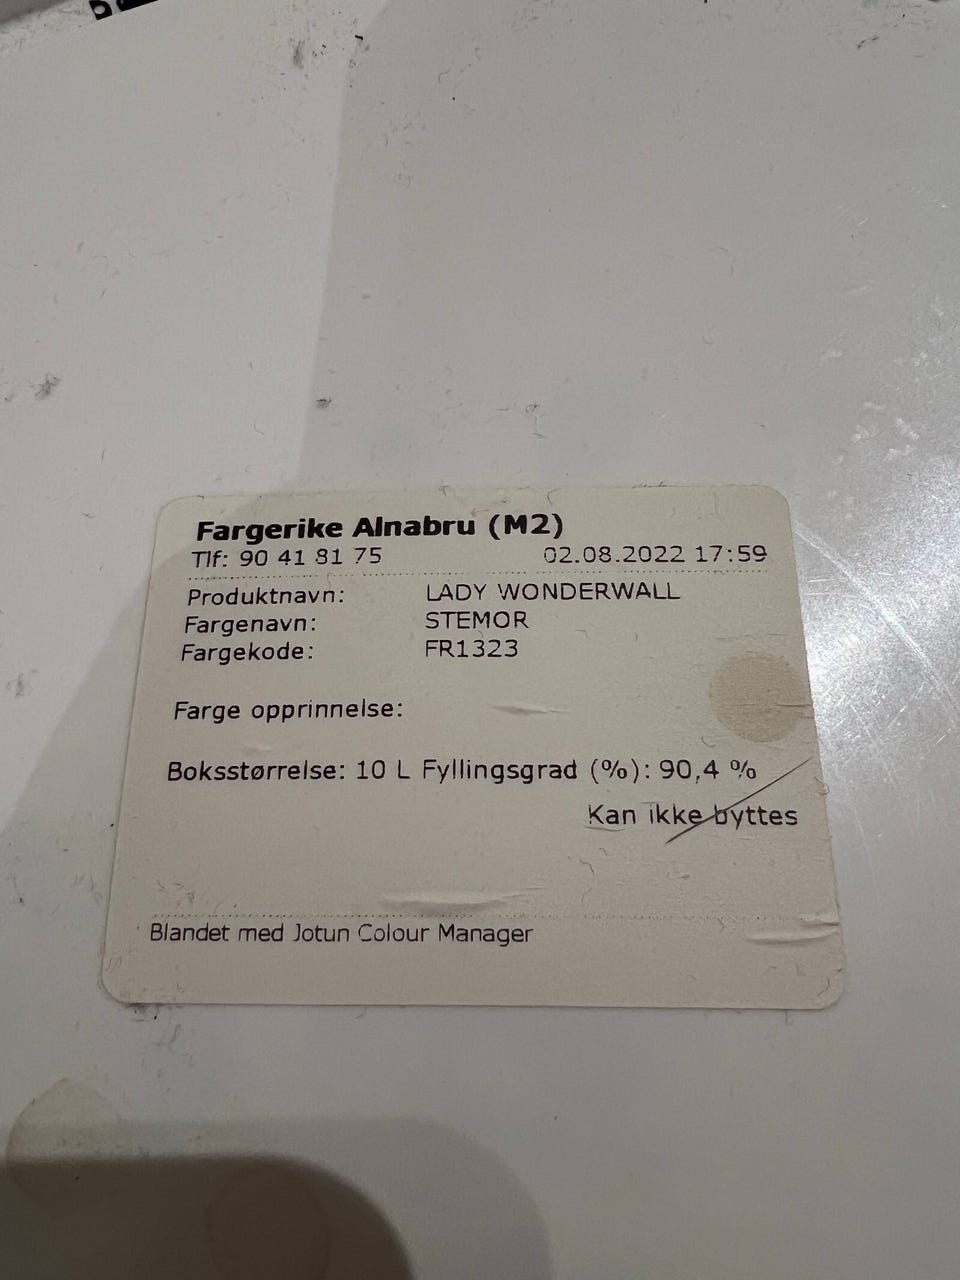 Fargerike Alnabru (M2)
Tlf: 90 41 81 75 02.08.2022 17:59
Produktnavn: LADY WONDERWALL
Fargenavn: STEMOR
Fargekode: FR1323
Farge opprinnelse:
Boksstørrelse: 10 L Fyllingsgrad (%): 90,4 %
Kan ikke byttes
Blandet med Jotun Colour Manager